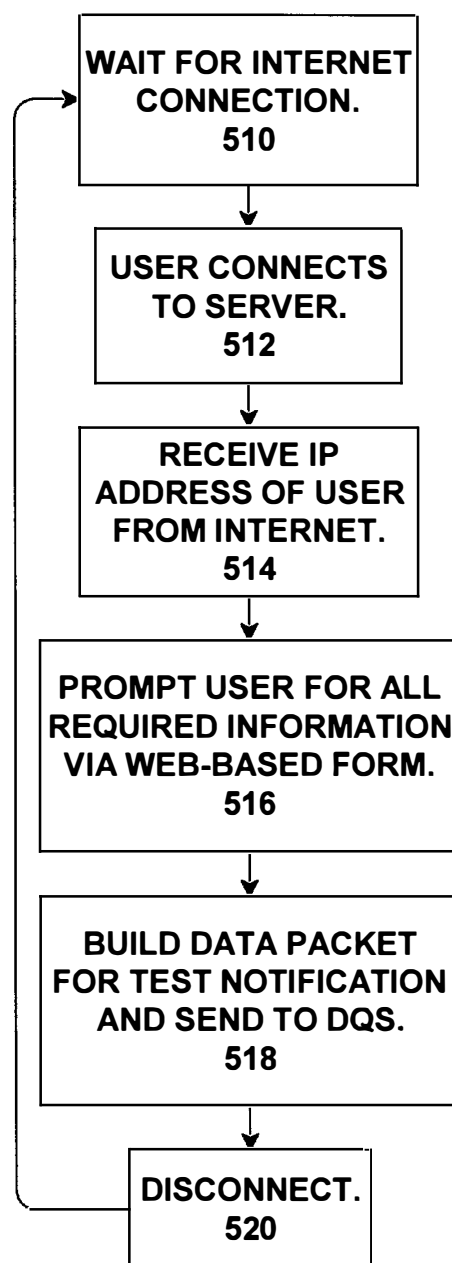 WAIT FOR INTERNET
CONNECTION.
510
USER CONNECTS
TO SERVER.
512
RECEIVE IP
ADDRESS OF USER
FROM INTERNET.
514
PROMPT USER FOR ALL
REQUIRED INFORMATION
VIA WEB-BASED FORM.
516
BUILD DATA PACKET
FOR TEST NOTIFICATION
AND SEND TO DQS.
518
DISCONNECT.
520